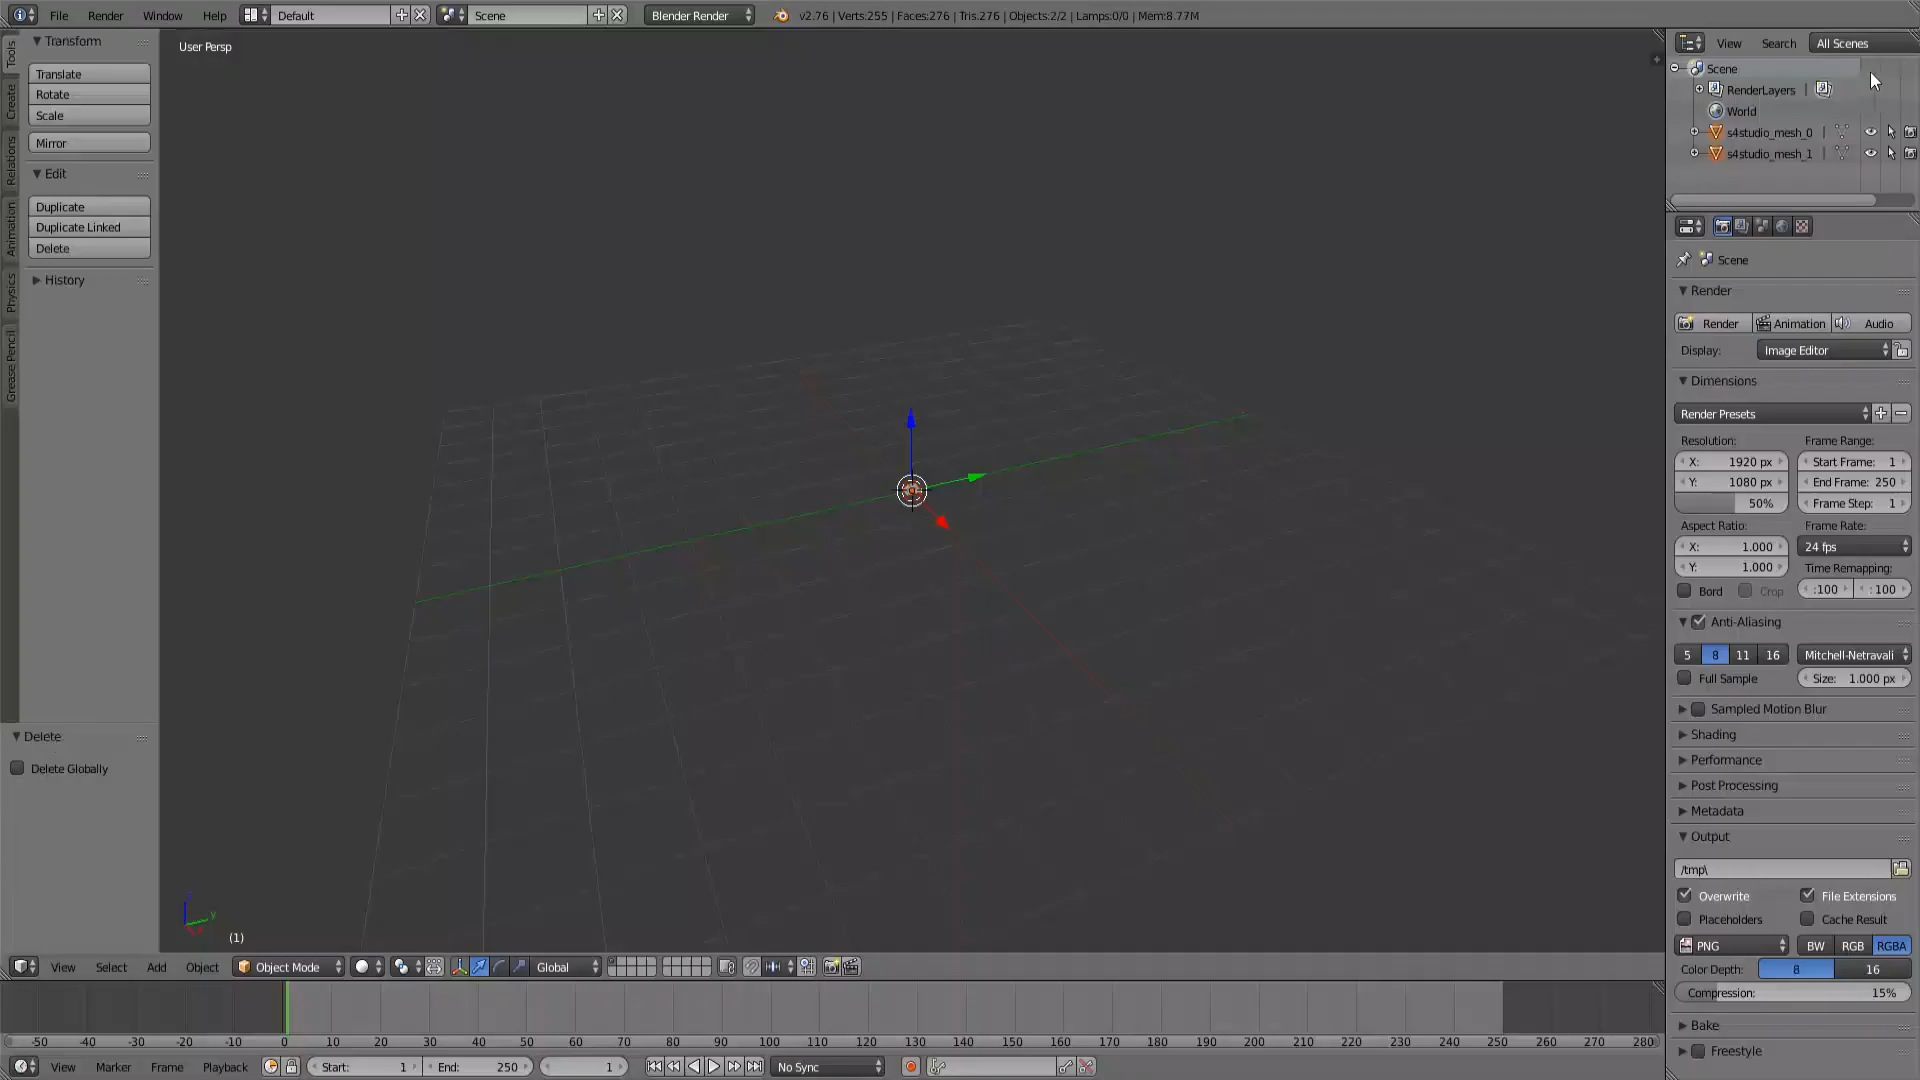 File Render Window Help Default Scene Blender Render v2.76 | Verts:255 | Faces:276 | Tris:276 | Objects:2/2 | Lamps:0/0 | Mem:8.77M
Tools
Create
Relations
Animation
Physics
Grease Pencil
Transform
Translate
Rotate
Scale
Mirror
Edit
Duplicate
Duplicate Linked
Delete
History
Delete
Delete Globally
User Persp
(1)
View Search All Scenes
Scene
RenderLayers |
World
s4studio_mesh_0 |
s4studio_mesh_1 |
Scene
Render
Render Animation Audio
Display: Image Editor
Dimensions
Render Presets
Resolution: Frame Range:
X: 1920 px Start Frame: 1
Y: 1080 px End Frame: 250
50% Frame Step: 1
Aspect Ratio: Frame Rate:
X: 1.000 24 fps
Y: 1.000 Time Remapping:
Bord Crop :100 :100
Anti-Aliasing
5 8 11 16 Mitchell-Netravali
Full Sample Size: 1.000 px
Sampled Motion Blur
Shading
Performance
Post Processing
Metadata
Output
/tmp\
Overwrite File Extensions
Placeholders Cache Result
PNG BW RGB RGBA
Color Depth: 8 16
Compression: 15%
Bake
Freestyle
View Select Add Object Object Mode Global
-50 -40 -30 -20 -10 0 10 20 30 40 50 60 70 80 90 100 110 120 130 140 150 160 170 180 190 200 210 220 230 240 250 260 270 280
View Marker Frame Playback Start: 1 End: 250 1 No Sync